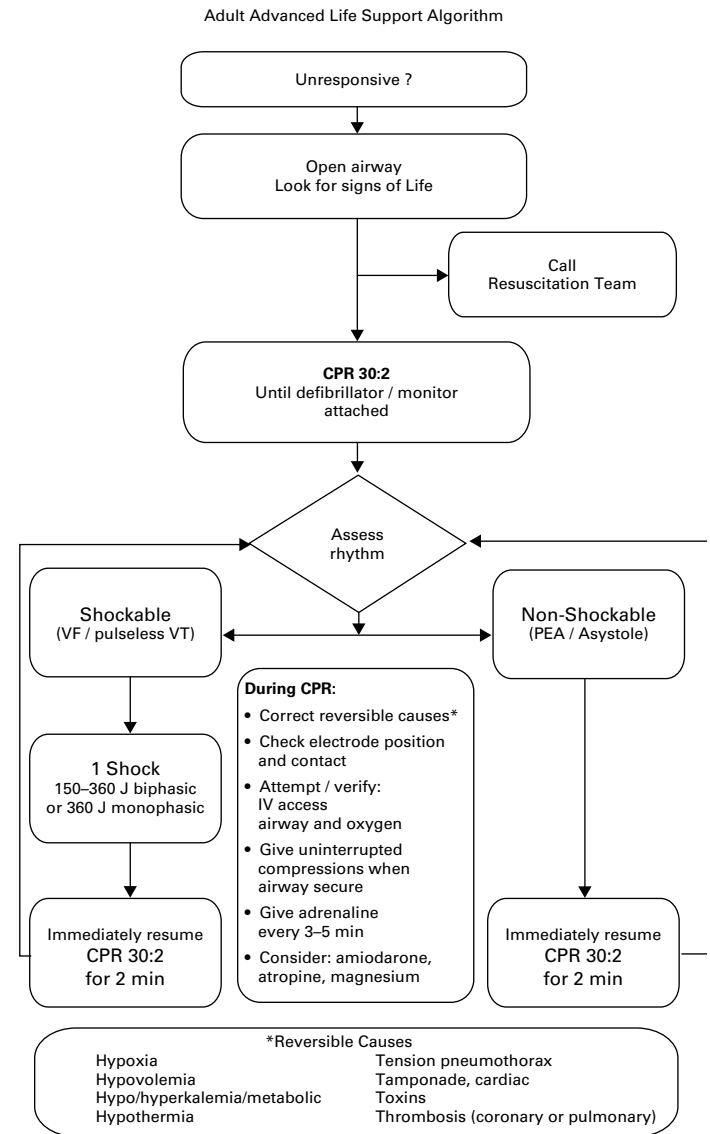 Adult Advanced Life Support Algorithm
Unresponsive ?
Open airway
Look for signs of Life
Call
Resuscitation Team
CPR 30:2
Until defibrillator / monitor
attached
Assess
rhythm
Shockable
(VF / pulseless VT)
Non-Shockable
(PEA / Asystole)
1 Shock
150–360 J biphasic
or 360 J monophasic
Immediately resume
CPR 30:2
for 2 min
During CPR:
• Correct reversible causes*
• Check electrode position
and contact
• Attempt / verify:
IV access
airway and oxygen
• Give uninterrupted
compressions when
airway secure
• Give adrenaline
every 3–5 min
• Consider: amiodarone,
atropine, magnesium
Immediately resume
CPR 30:2
for 2 min
*Reversible Causes
Hypoxia
Hypovolemia
Hypo/hyperkalemia/metabolic
Hypothermia
Tension pneumothorax
Tamponade, cardiac
Toxins
Thrombosis (coronary or pulmonary)